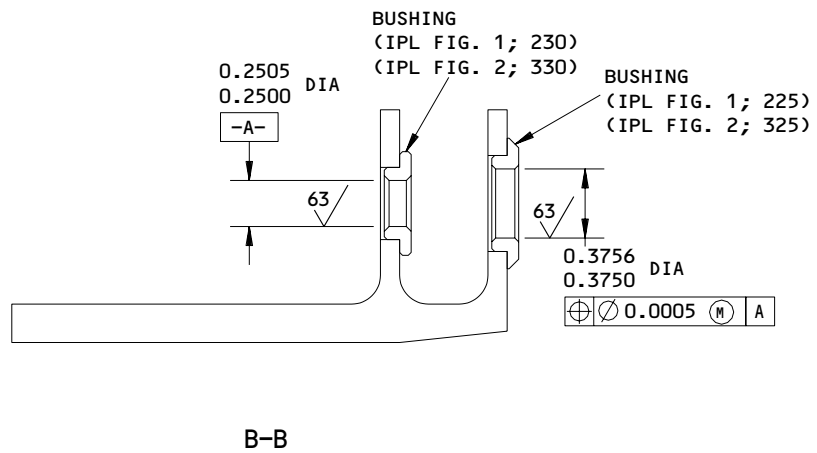 BUSHING
(IPL FIG. 1; 230)
(IPL FIG. 2; 330)
BUSHING
(IPL FIG. 1; 225)
(IPL FIG. 2; 325)
0.2505
0.2500 DIA
-A-
63
63
0.3756
0.3750 DIA
⌖ ⌀ 0.0005 Ⓜ A
B-B